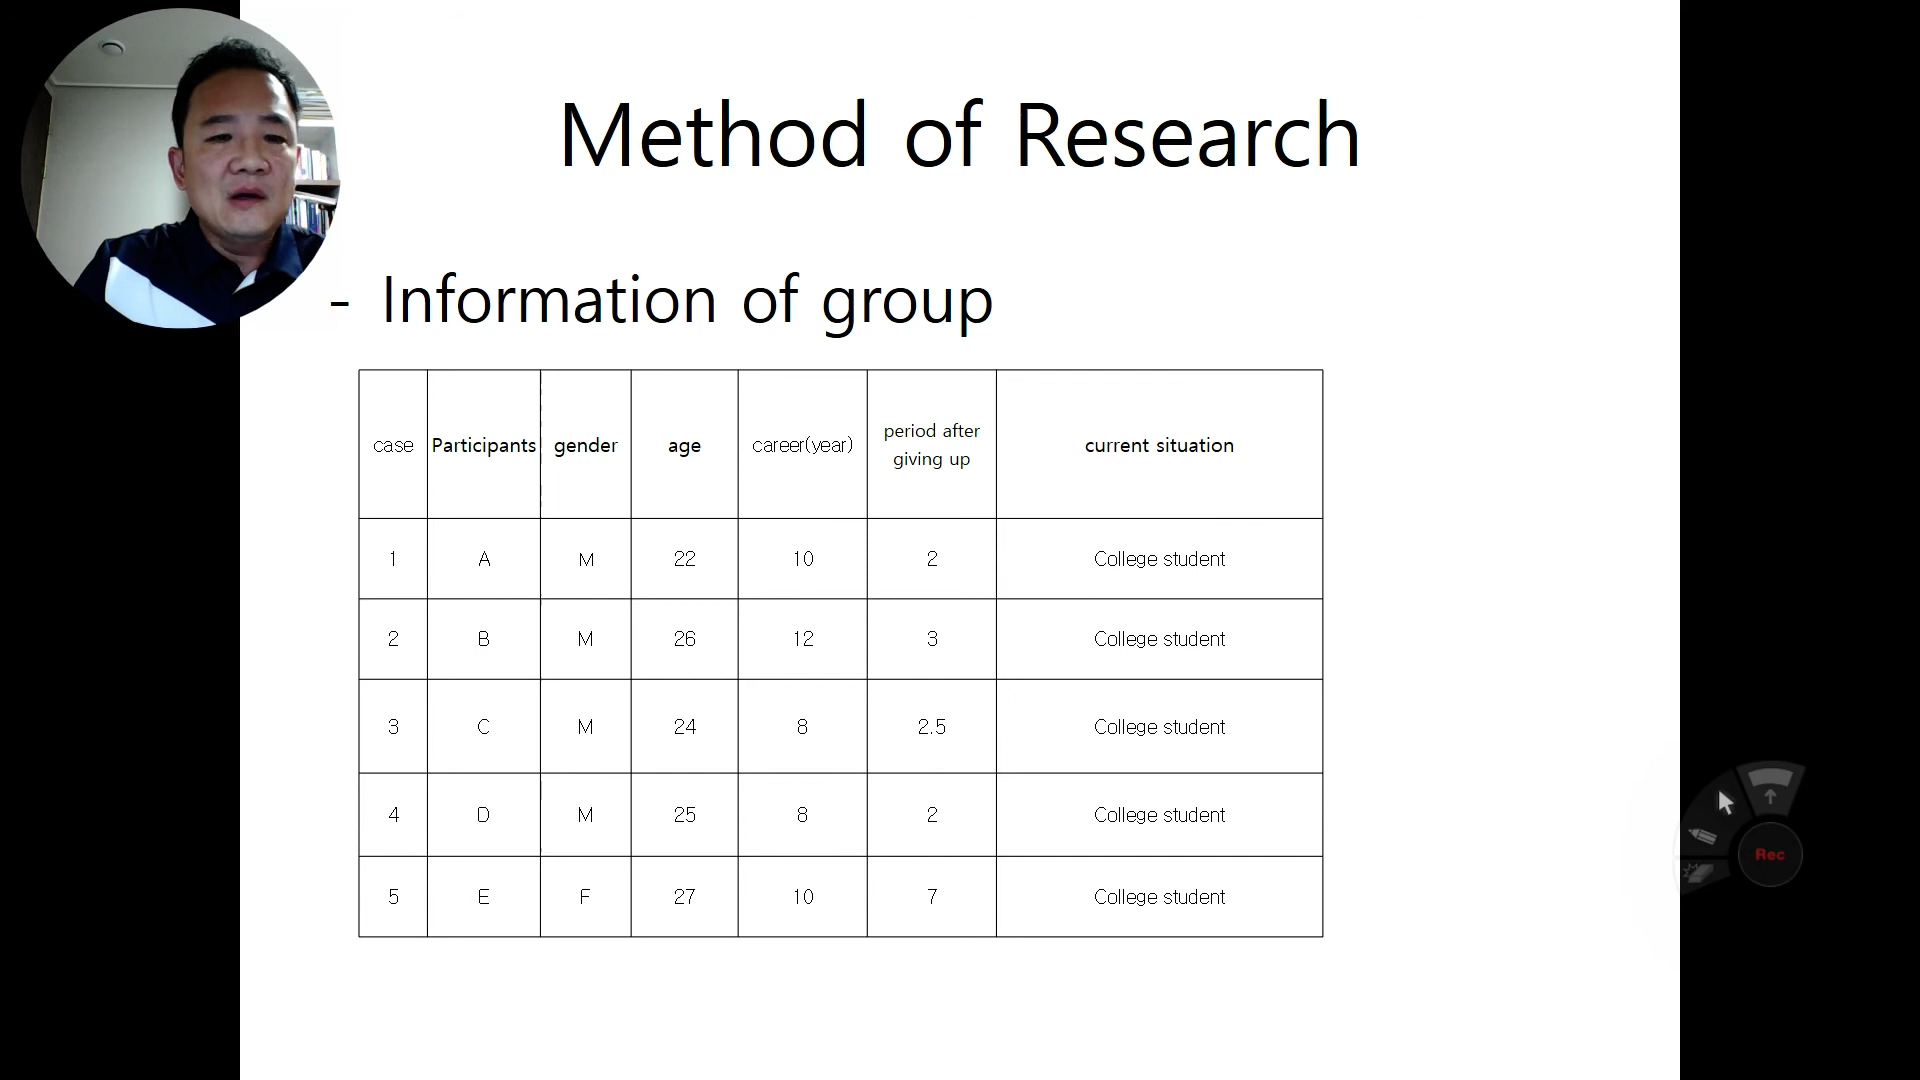 Method of Research
- Information of group
case Participants gender age career(year) period after giving up current situation
1 A M 22 10 2 College student
2 B M 26 12 3 College student
3 C M 24 8 2.5 College student
4 D M 25 8 2 College student
5 E F 27 10 7 College student
Rec